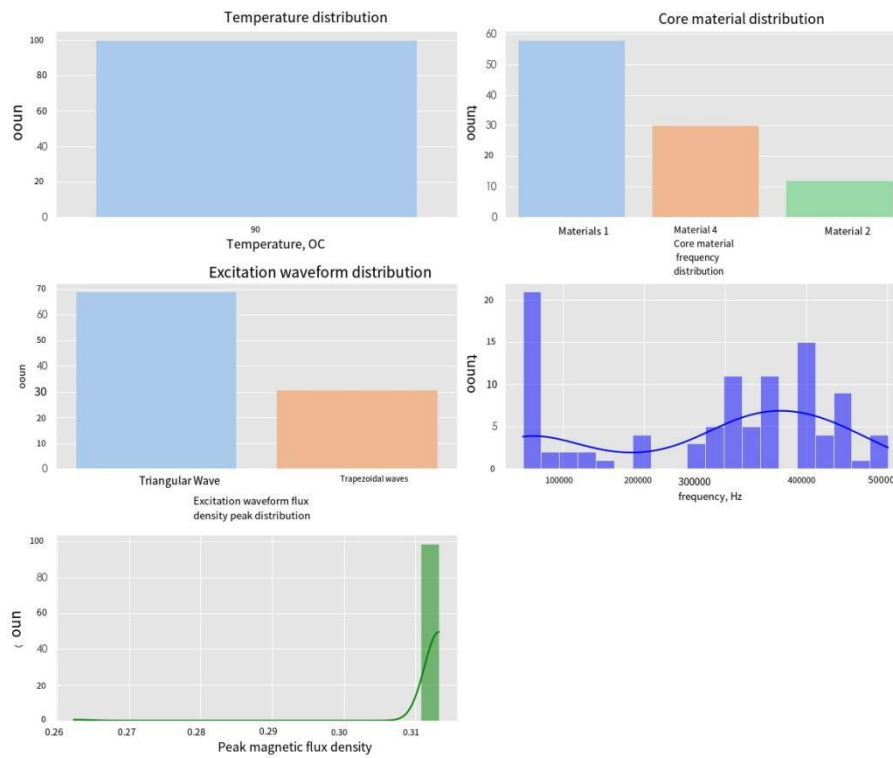 Temperature distribution
100
80
60
40
20
0
ooun
90
Temperature, OC
Core material distribution
60
50
40
30
20
10
0
tunoo
Materials 1
Material 4
Material 2
Core material
frequency
distribution
Excitation waveform distribution
70
60
50
40
30
20
10
0
ooun
Triangular Wave
Trapezoidal waves
20
15
10
5
0
tunoo
100000
200000
300000
400000
50000
frequency, Hz
Excitation waveform flux
density peak distribution
100
80
60
40
20
0
( oun
0.26
0.27
0.28
0.29
0.30
0.31
Peak magnetic flux density